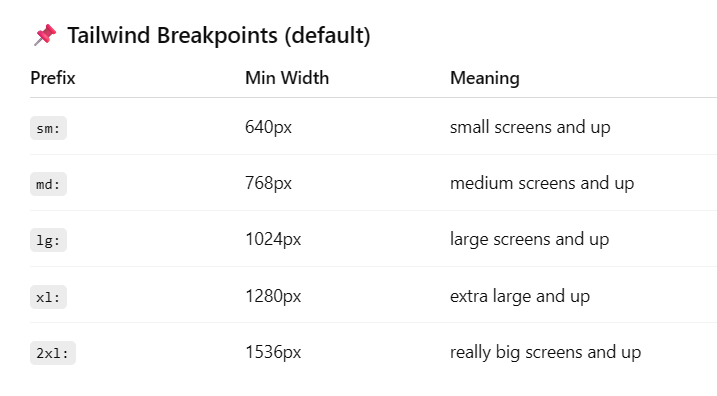 📌 Tailwind Breakpoints (default)
Prefix Min Width Meaning
sm: 640px small screens and up
md: 768px medium screens and up
lg: 1024px large screens and up
xl: 1280px extra large and up
2xl: 1536px really big screens and up